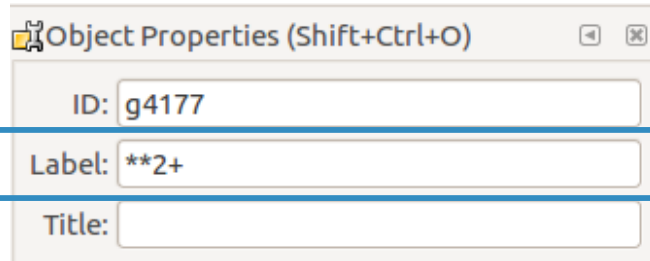 Object Properties (Shift+Ctrl+O)
ID: g4177
Label: **2+
Title: